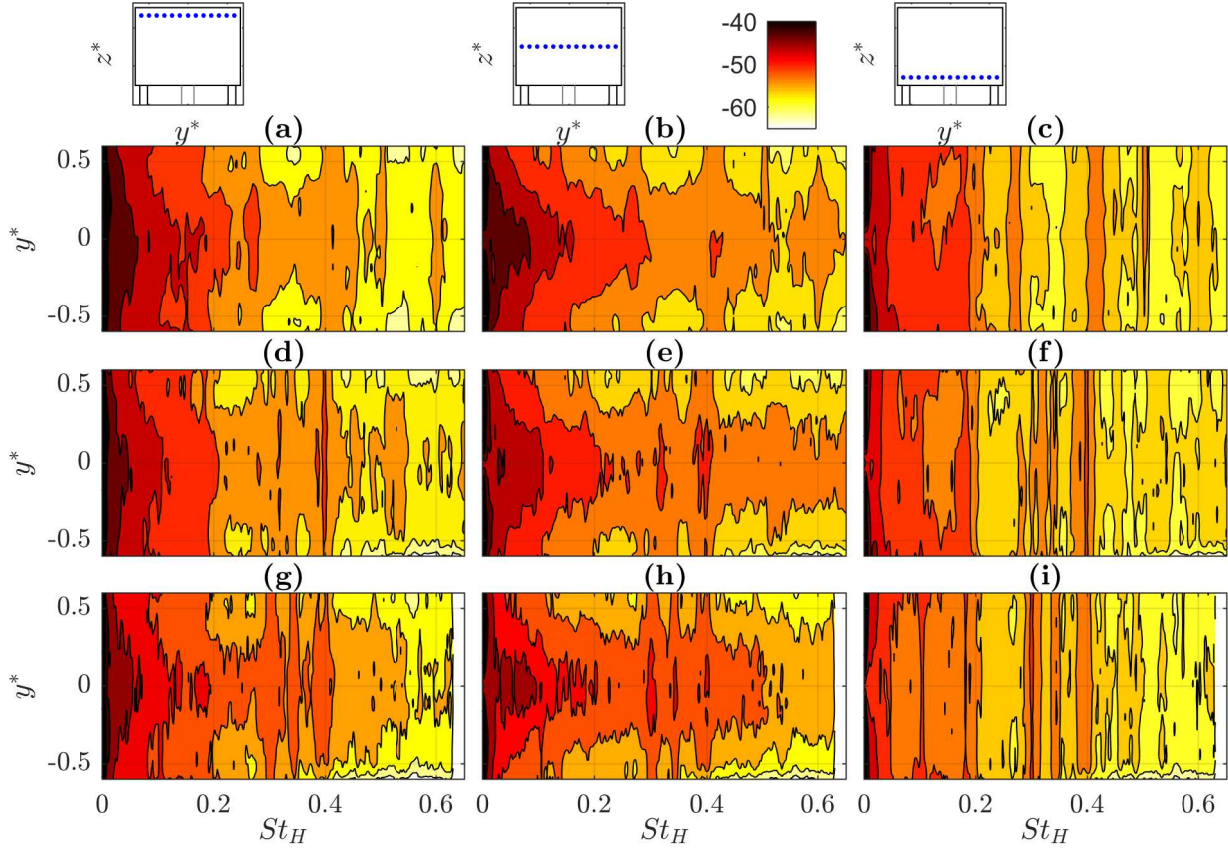 z* z* -40 -50 -60 z*
y* (a) y* (b) y* (c)
y* 0.5 0 -0.5
(d) (e) (f)
y* 0.5 0 -0.5
(g) (h) (i)
y* 0.5 0 -0.5
0 0.2 0.4 0.6 0 0.2 0.4 0.6 0 0.2 0.4 0.6
St_H St_H St_H